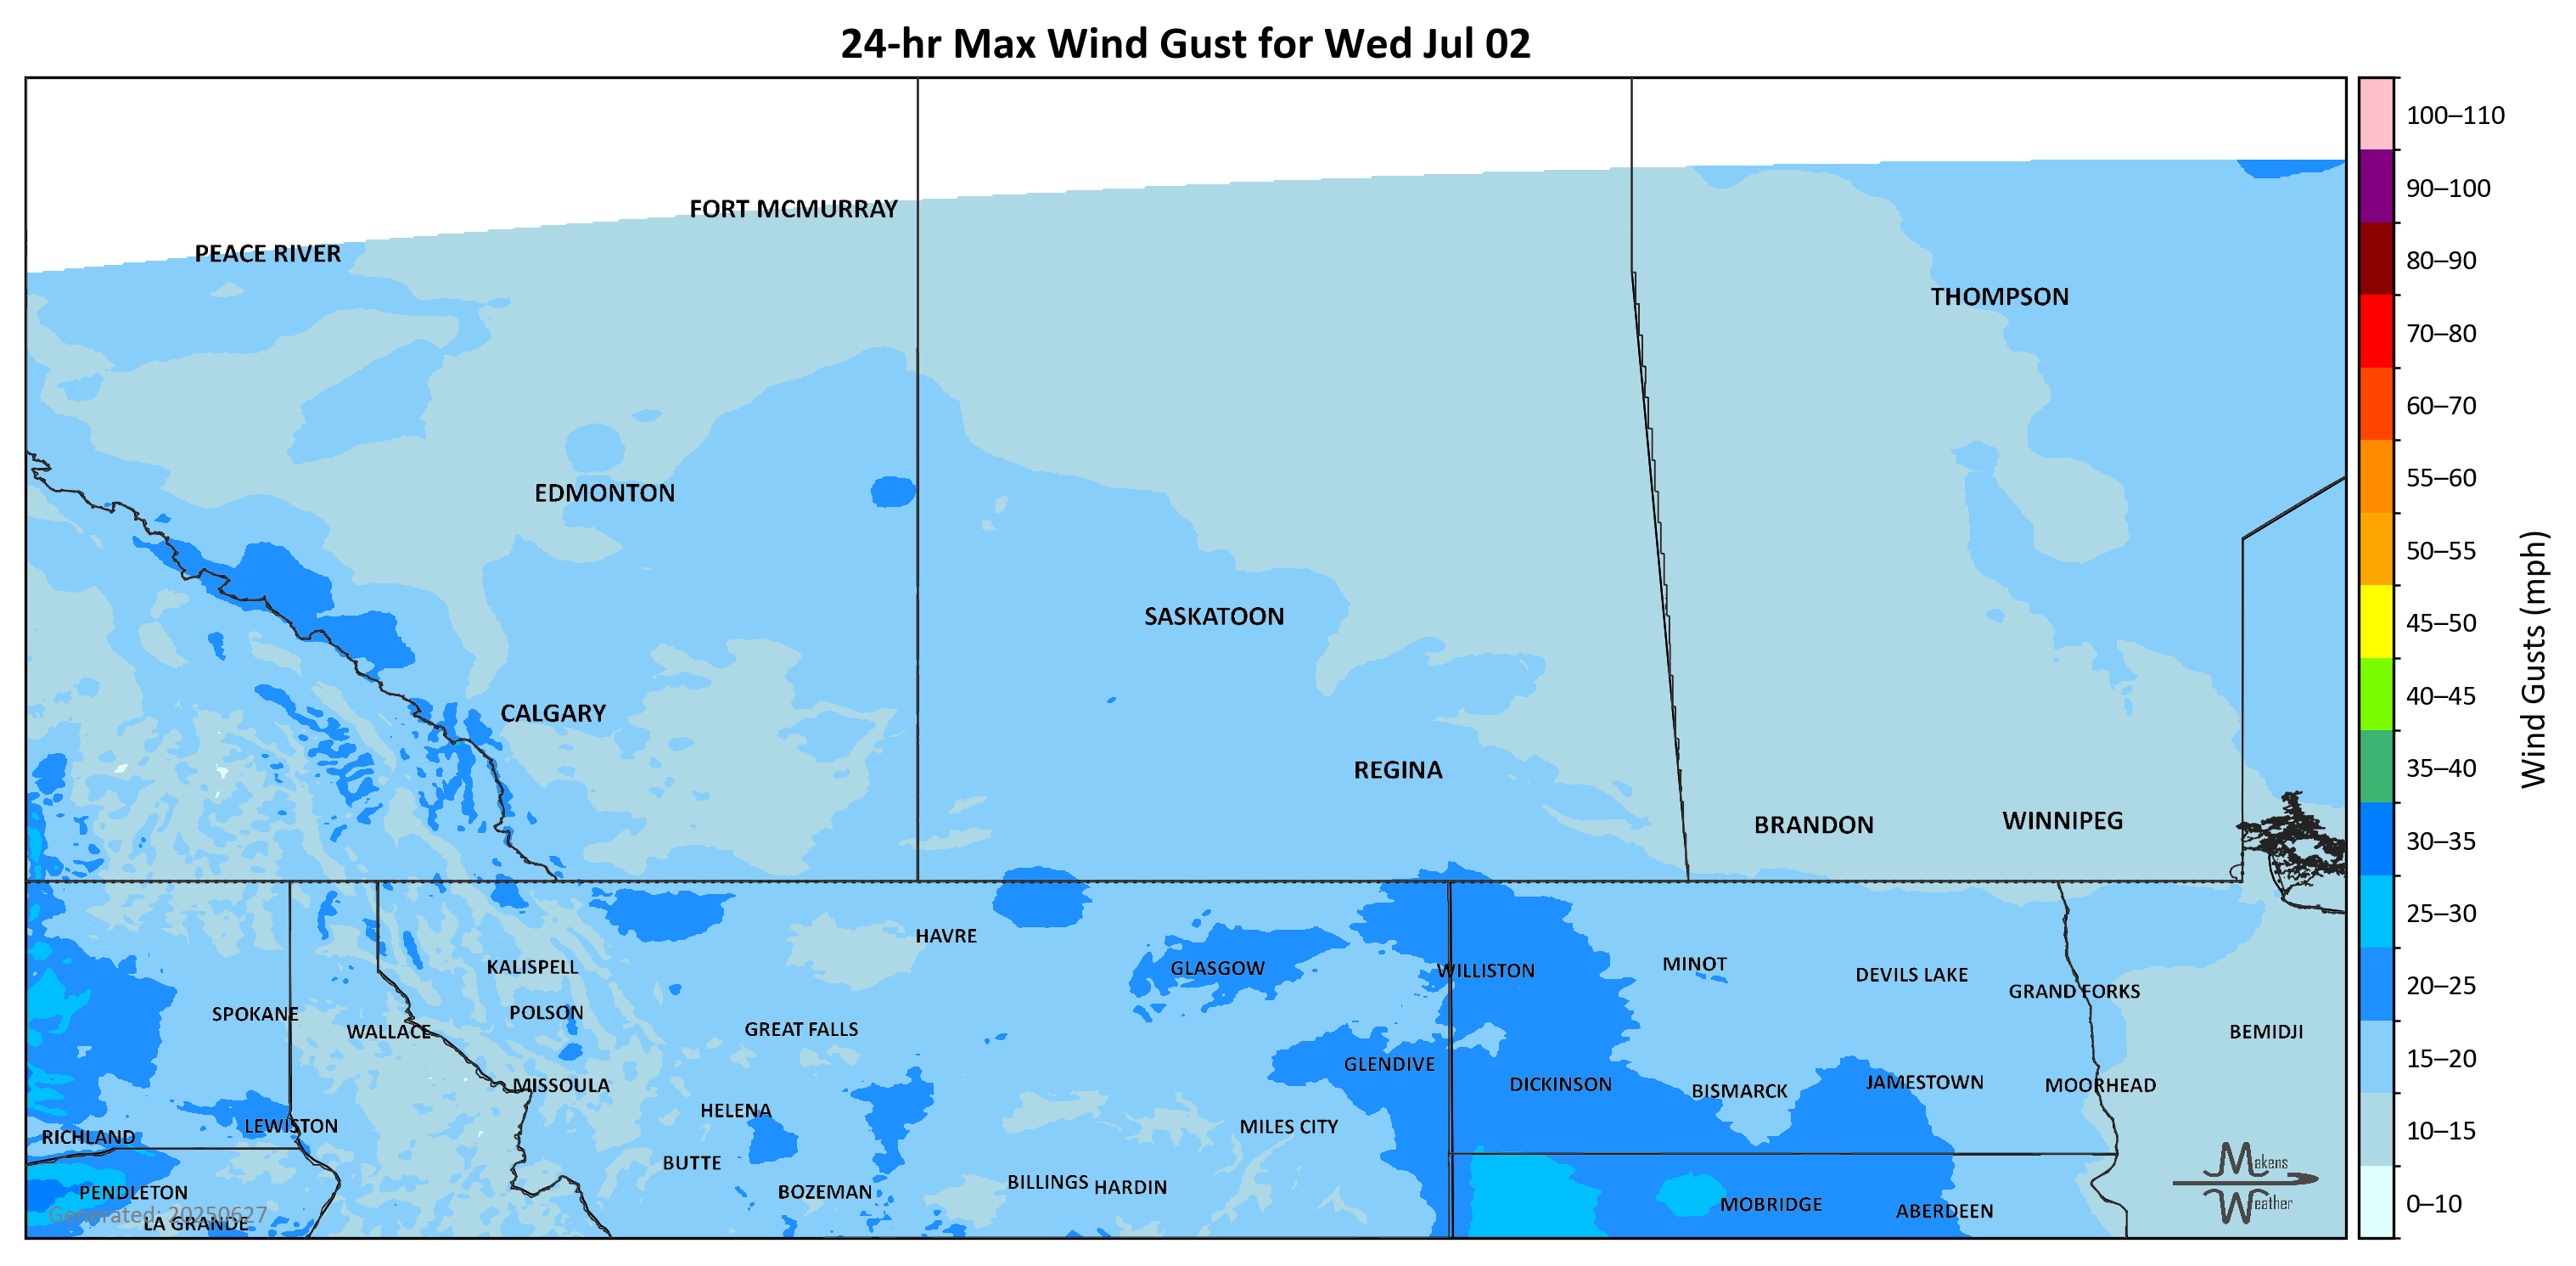 24-hr Max Wind Gust for Wed Jul 02
100–110
90–100
80–90
70–80
60–70
55–60
50–55
45–50
40–45
35–40
30–35
25–30
20–25
15–20
10–15
0–10
Wind Gusts (mph)
FORT MCMURRAY
PEACE RIVER
THOMPSON
EDMONTON
SASKATOON
CALGARY
REGINA
WINNIPEG
BRANDON
HAVRE
MINOT
KALISPELL
GLASGOW
WILLISTON
DEVILS LAKE
GRAND FORKS
POLSON
SPOKANE
GREAT FALLS
WALLACE
BEMIDJI
GLENDIVE
JAMESTOWN
DICKINSON
MISSOULA
MOORHEAD
BISMARCK
HELENA
LEWISTON
MILES CITY
RICHLAND
BUTTE
BILLINGS
HARDIN
PENDLETON
BOZEMAN
MOBRIDGE
ABERDEEN
Generated: 20250627
LA GRANDE
Makens
Weather